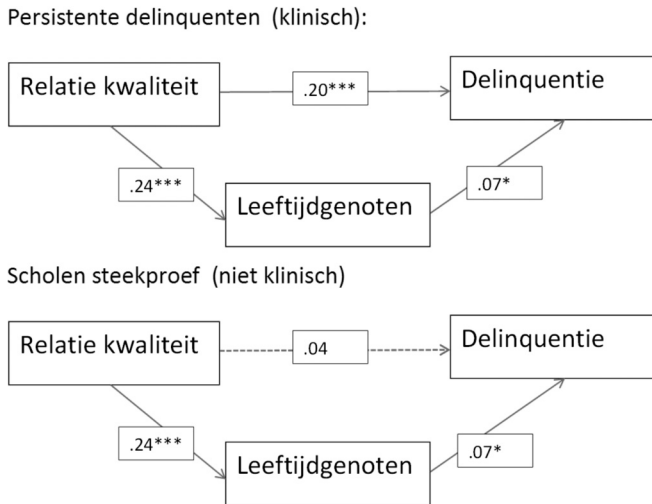 Persistente delinquenten (klinisch):
Relatie kwaliteit
.20***
Delinquentie
.24***
Leeftijdgenoten
.07*
Scholen steekproef (niet klinisch)
Relatie kwaliteit
.04
Delinquentie
.24***
Leeftijdgenoten
.07*